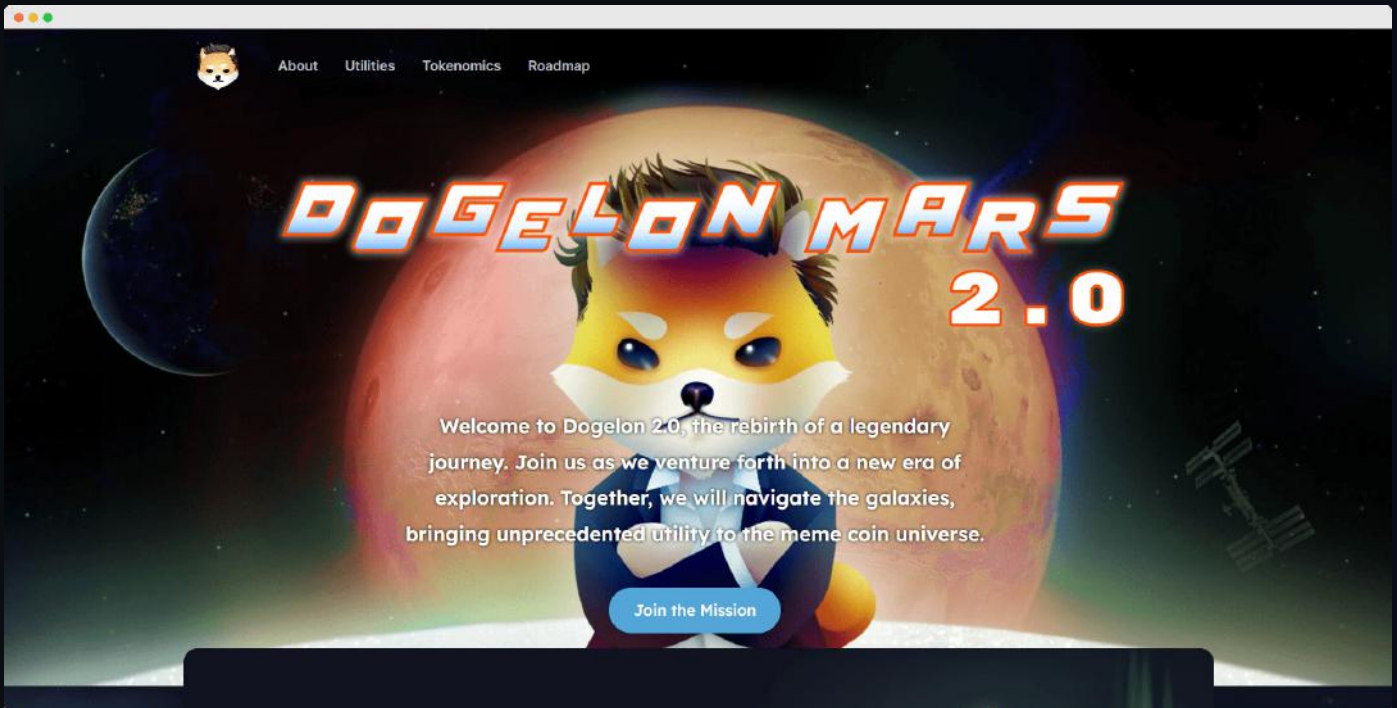 About
Utilities
Tokenomics
Roadmap
DOGELON MARS
2.0
Welcome to Dogelon 2.0, the rebirth of a legendary
journey. Join us as we venture forth into a new era of
exploration. Together, we will navigate the galaxies,
bringing unprecedented utility to the meme coin universe.
Join the Mission